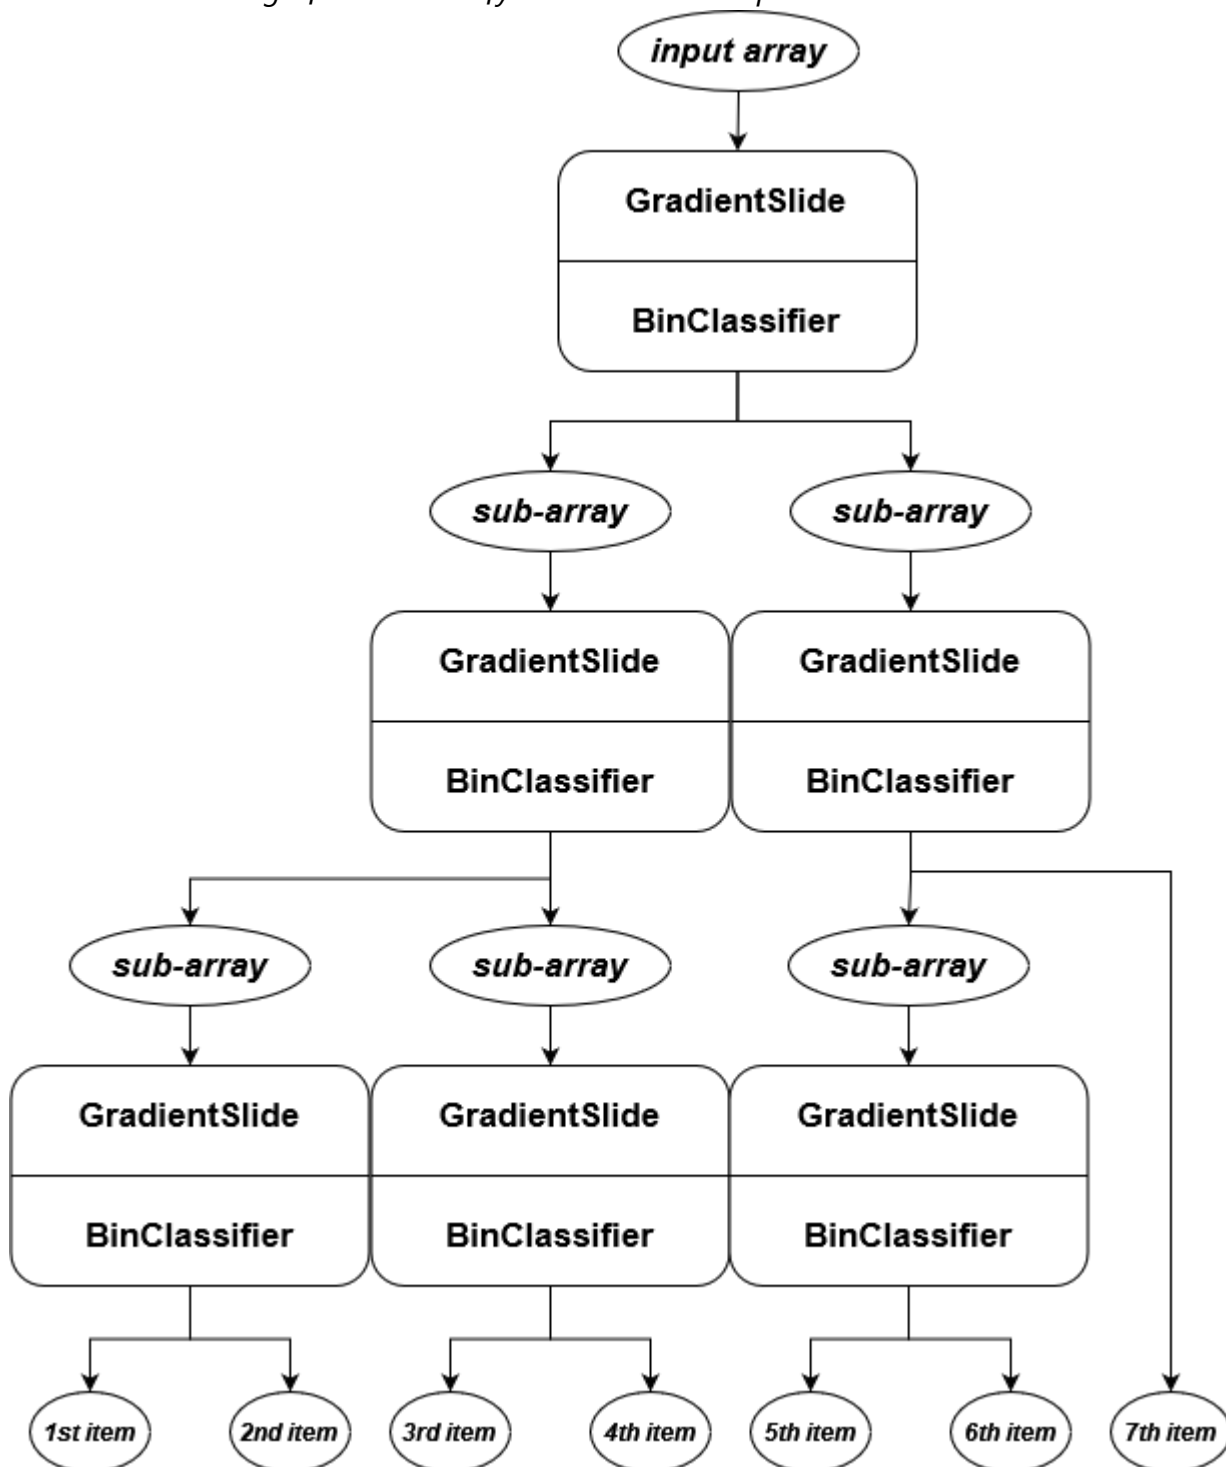 input array
GradientSlide
BinClassifier
sub-array
sub-array
GradientSlide
GradientSlide
BinClassifier
BinClassifier
sub-array
sub-array
sub-array
GradientSlide
GradientSlide
GradientSlide
BinClassifier
BinClassifier
BinClassifier
1st item
2nd item
3rd item
4th item
5th item
6th item
7th item